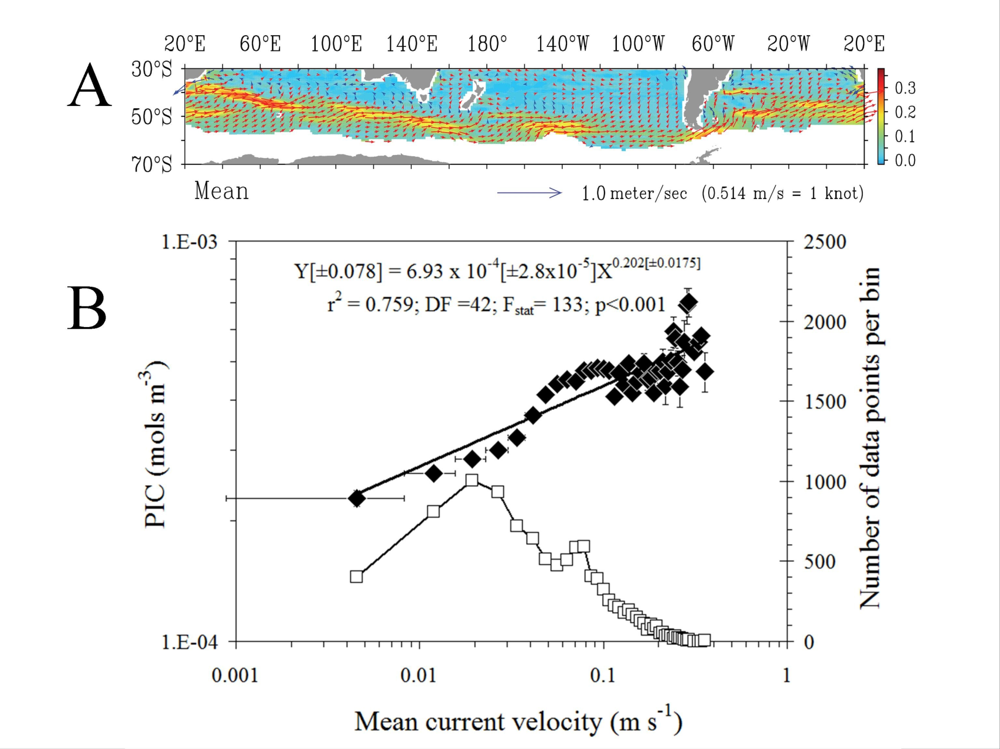 A
20°E 60°E 100°E 140°E 180° 140°W 100°W 60°W 20°W 20°E
30°S
50°S
70°S
0.3
0.2
0.1
0.0
Mean
1.0 meter/sec (0.514 m/s = 1 knot)
B
1.E-03
1.E-04
PIC (mols m⁻³)
Y[±0.078] = 6.93 x 10⁻⁴[±2.8x10⁻⁵]X^0.202[±0.0175]
r² = 0.759; DF =42; Fstat= 133; p<0.001
2500
2000
1500
1000
500
0
Number of data points per bin
0.001 0.01 0.1 1
Mean current velocity (m s⁻¹)